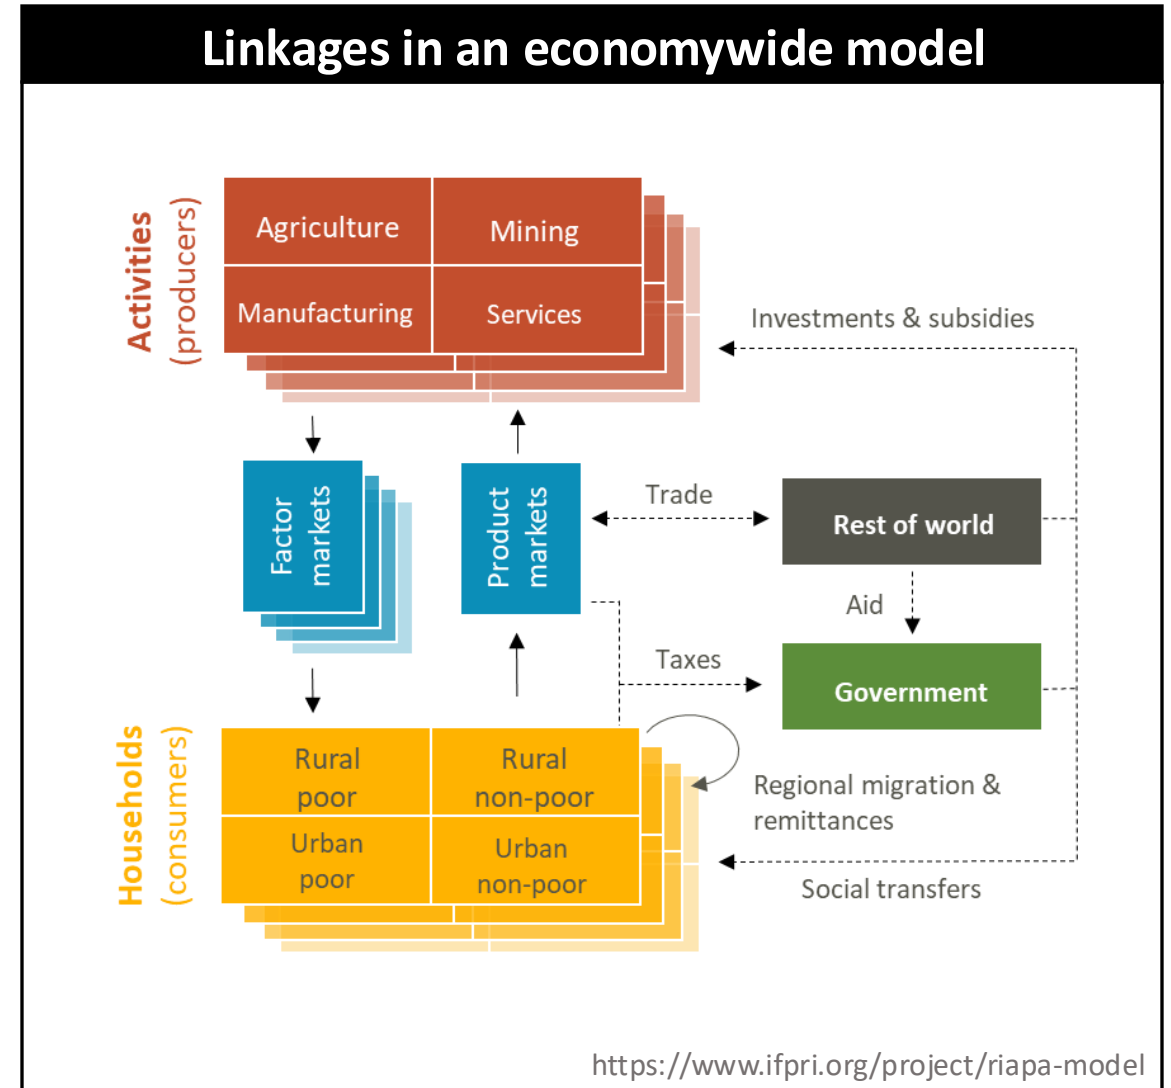 Linkages in an economywide model
Activities
(producers)
Agriculture
Mining
Manufacturing
Services
Investments & subsidies
Factor
markets
Product
markets
Trade
Rest of world
Aid
Taxes
Government
Households
(consumers)
Rural
poor
Rural
non-poor
Urban
poor
Urban
non-poor
Regional migration &
remittances
Social transfers
https://www.ifpri.org/project/riapa-model